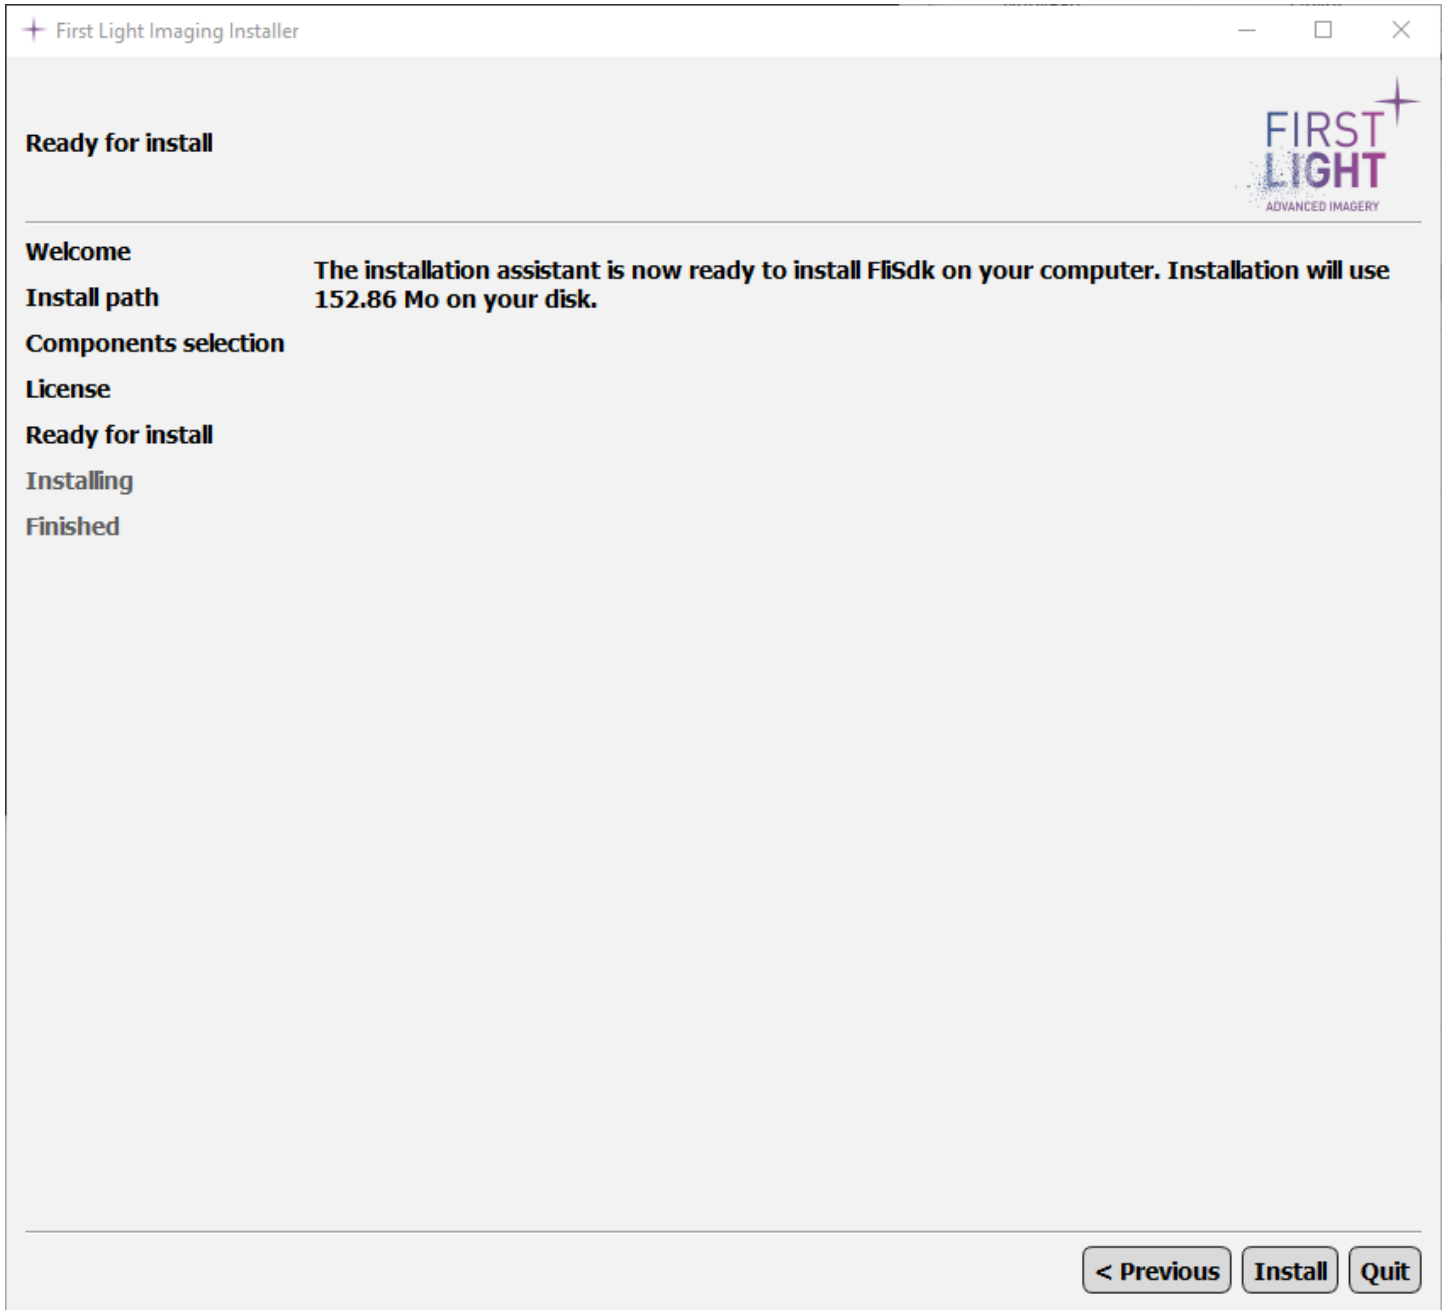 First Light Imaging Installer
Ready for install
FIRST
LIGHT
ADVANCED IMAGERY
Welcome
Install path
Components selection
License
Ready for install
Installing
Finished
The installation assistant is now ready to install FliSdk on your computer. Installation will use
152.86 Mo on your disk.
< Previous
Install
Quit